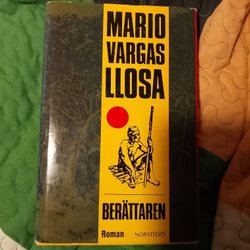 MARIO
VARGAS
LLOSA
BERÄTTAREN
Roman NORSTEDTS